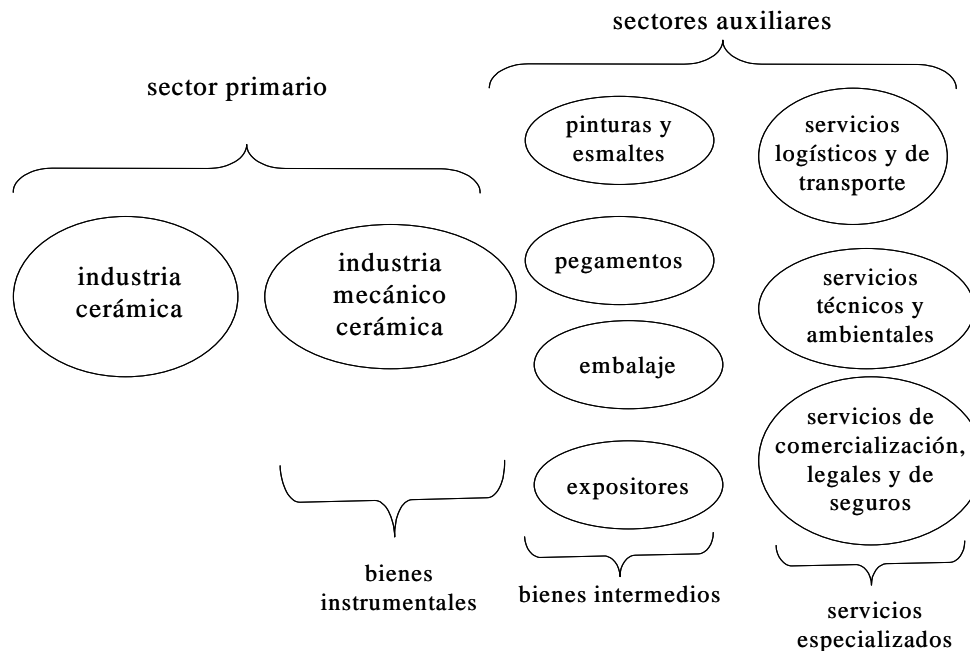 sectores auxiliares
sector primario
industria
cerámica
industria
mecánico
cerámica
pinturas y
esmaltes
pegamentos
embalaje
expositores
servicios
logísticos y de
transporte
servicios
técnicos y
ambientales
servicios de
comercialización,
legales y de
seguros
bienes
instrumentales
bienes intermedios
servicios
especializados